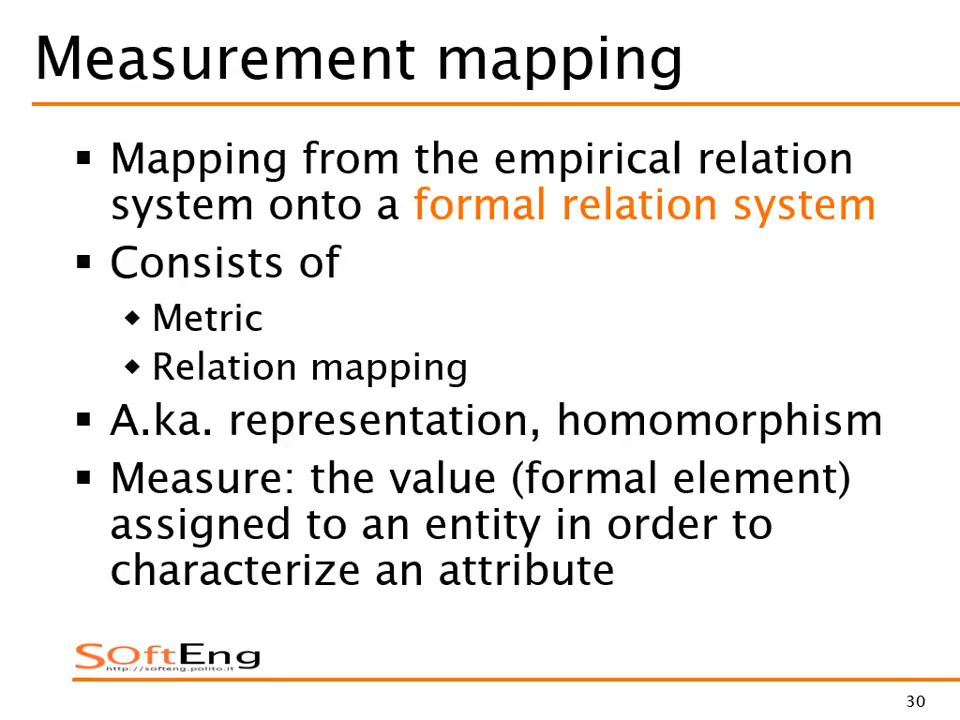 Measurement mapping
▪ Mapping from the empirical relation
system onto a formal relation system
▪ Consists of
◆ Metric
◆ Relation mapping
▪ A.ka. representation, homomorphism
▪ Measure: the value (formal element)
assigned to an entity in order to
characterize an attribute
SOftEng
http://softeng.polito.it
30